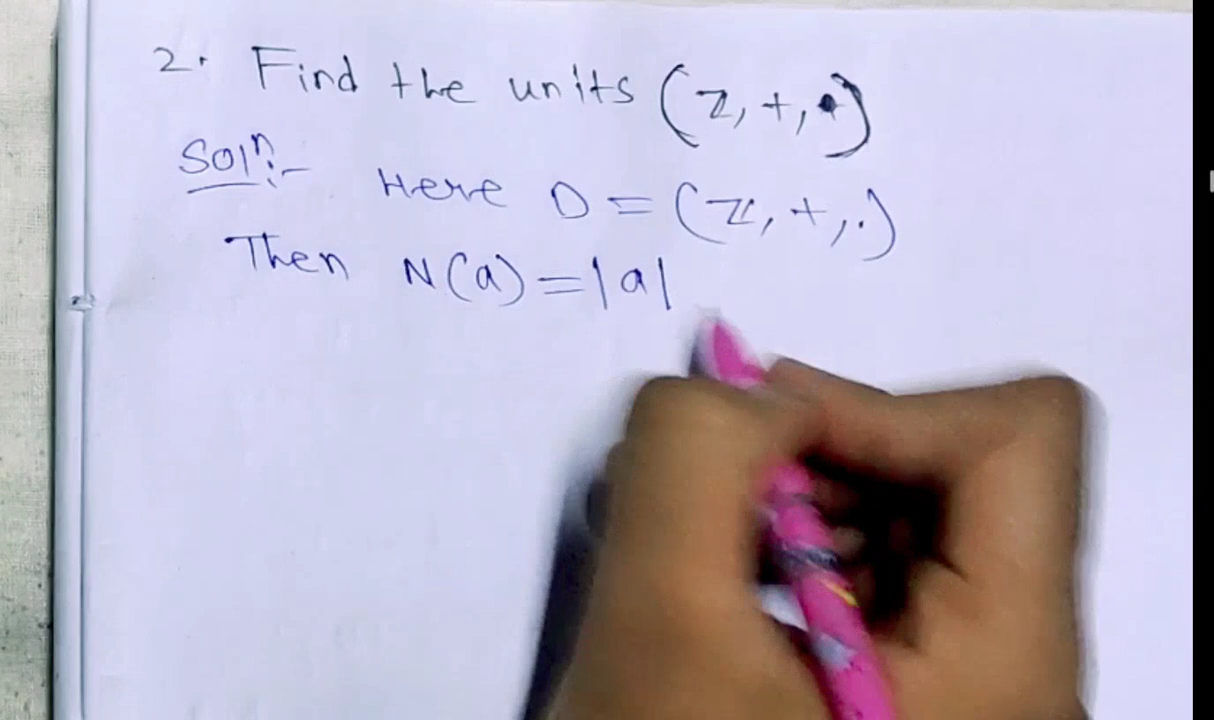 2. Find the units (Z, +, •)
Solⁿ:- Here D = (Z, +, .)
Then N(a) = |a|